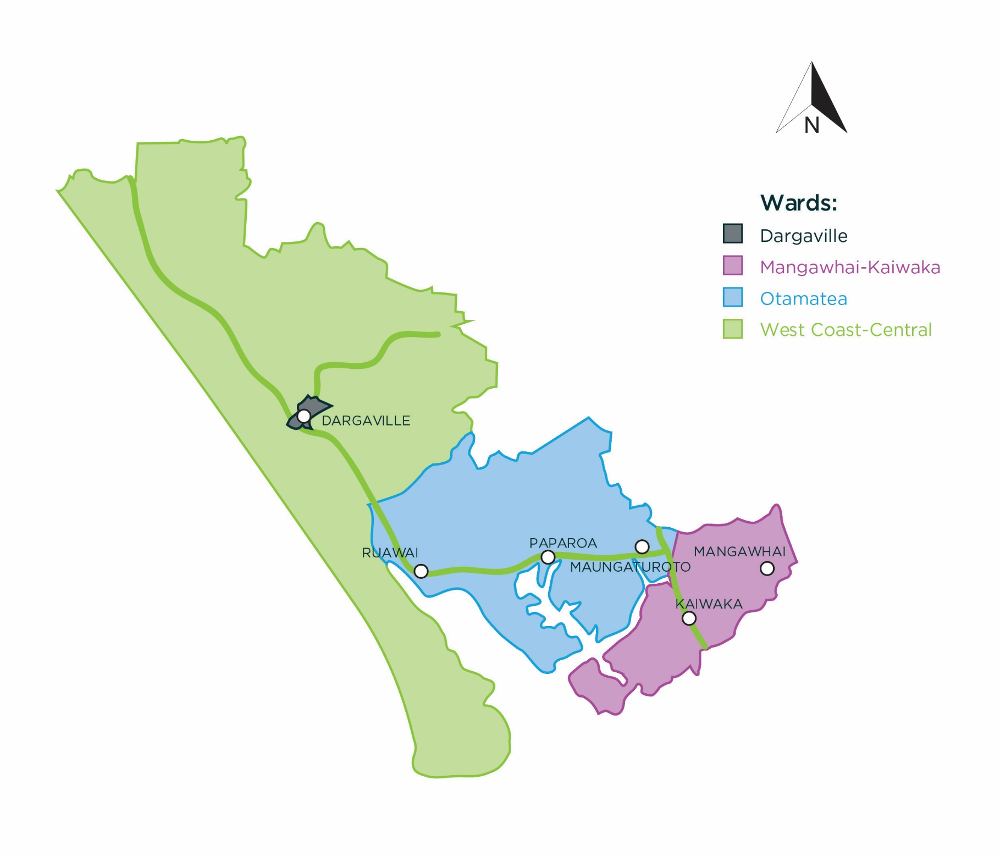 N
Wards:
Dargaville
Mangawhai-Kaiwaka
Otamatea
West Coast-Central
DARGAVILLE
RUAWAI
PAPAROA
MAUNGATUROTO
MANGAWHAI
KAIWAKA